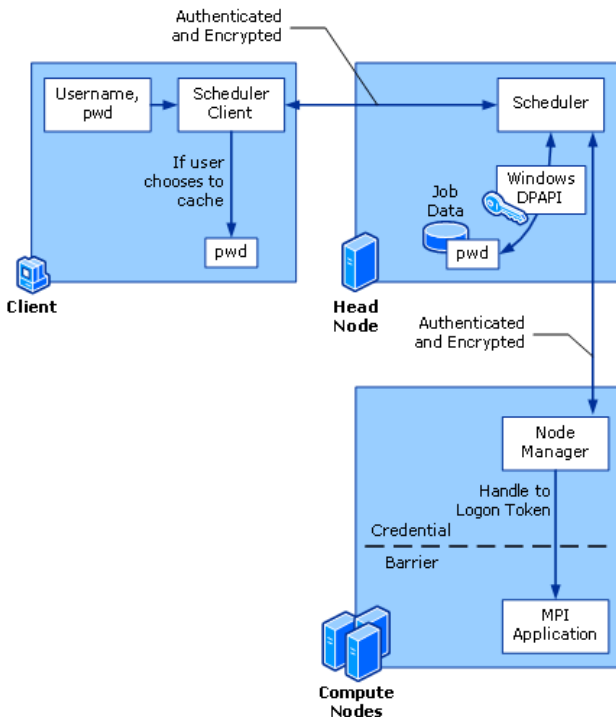 Authenticated
and Encrypted
Username,
pwd
Scheduler
Client
If user
chooses to
cache
pwd
Client
Scheduler
Windows
DPAPI
Job
Data
pwd
Head
Node
Authenticated
and Encrypted
Node
Manager
Handle to
Logon Token
Credential
Barrier
MPI
Application
Compute
Nodes